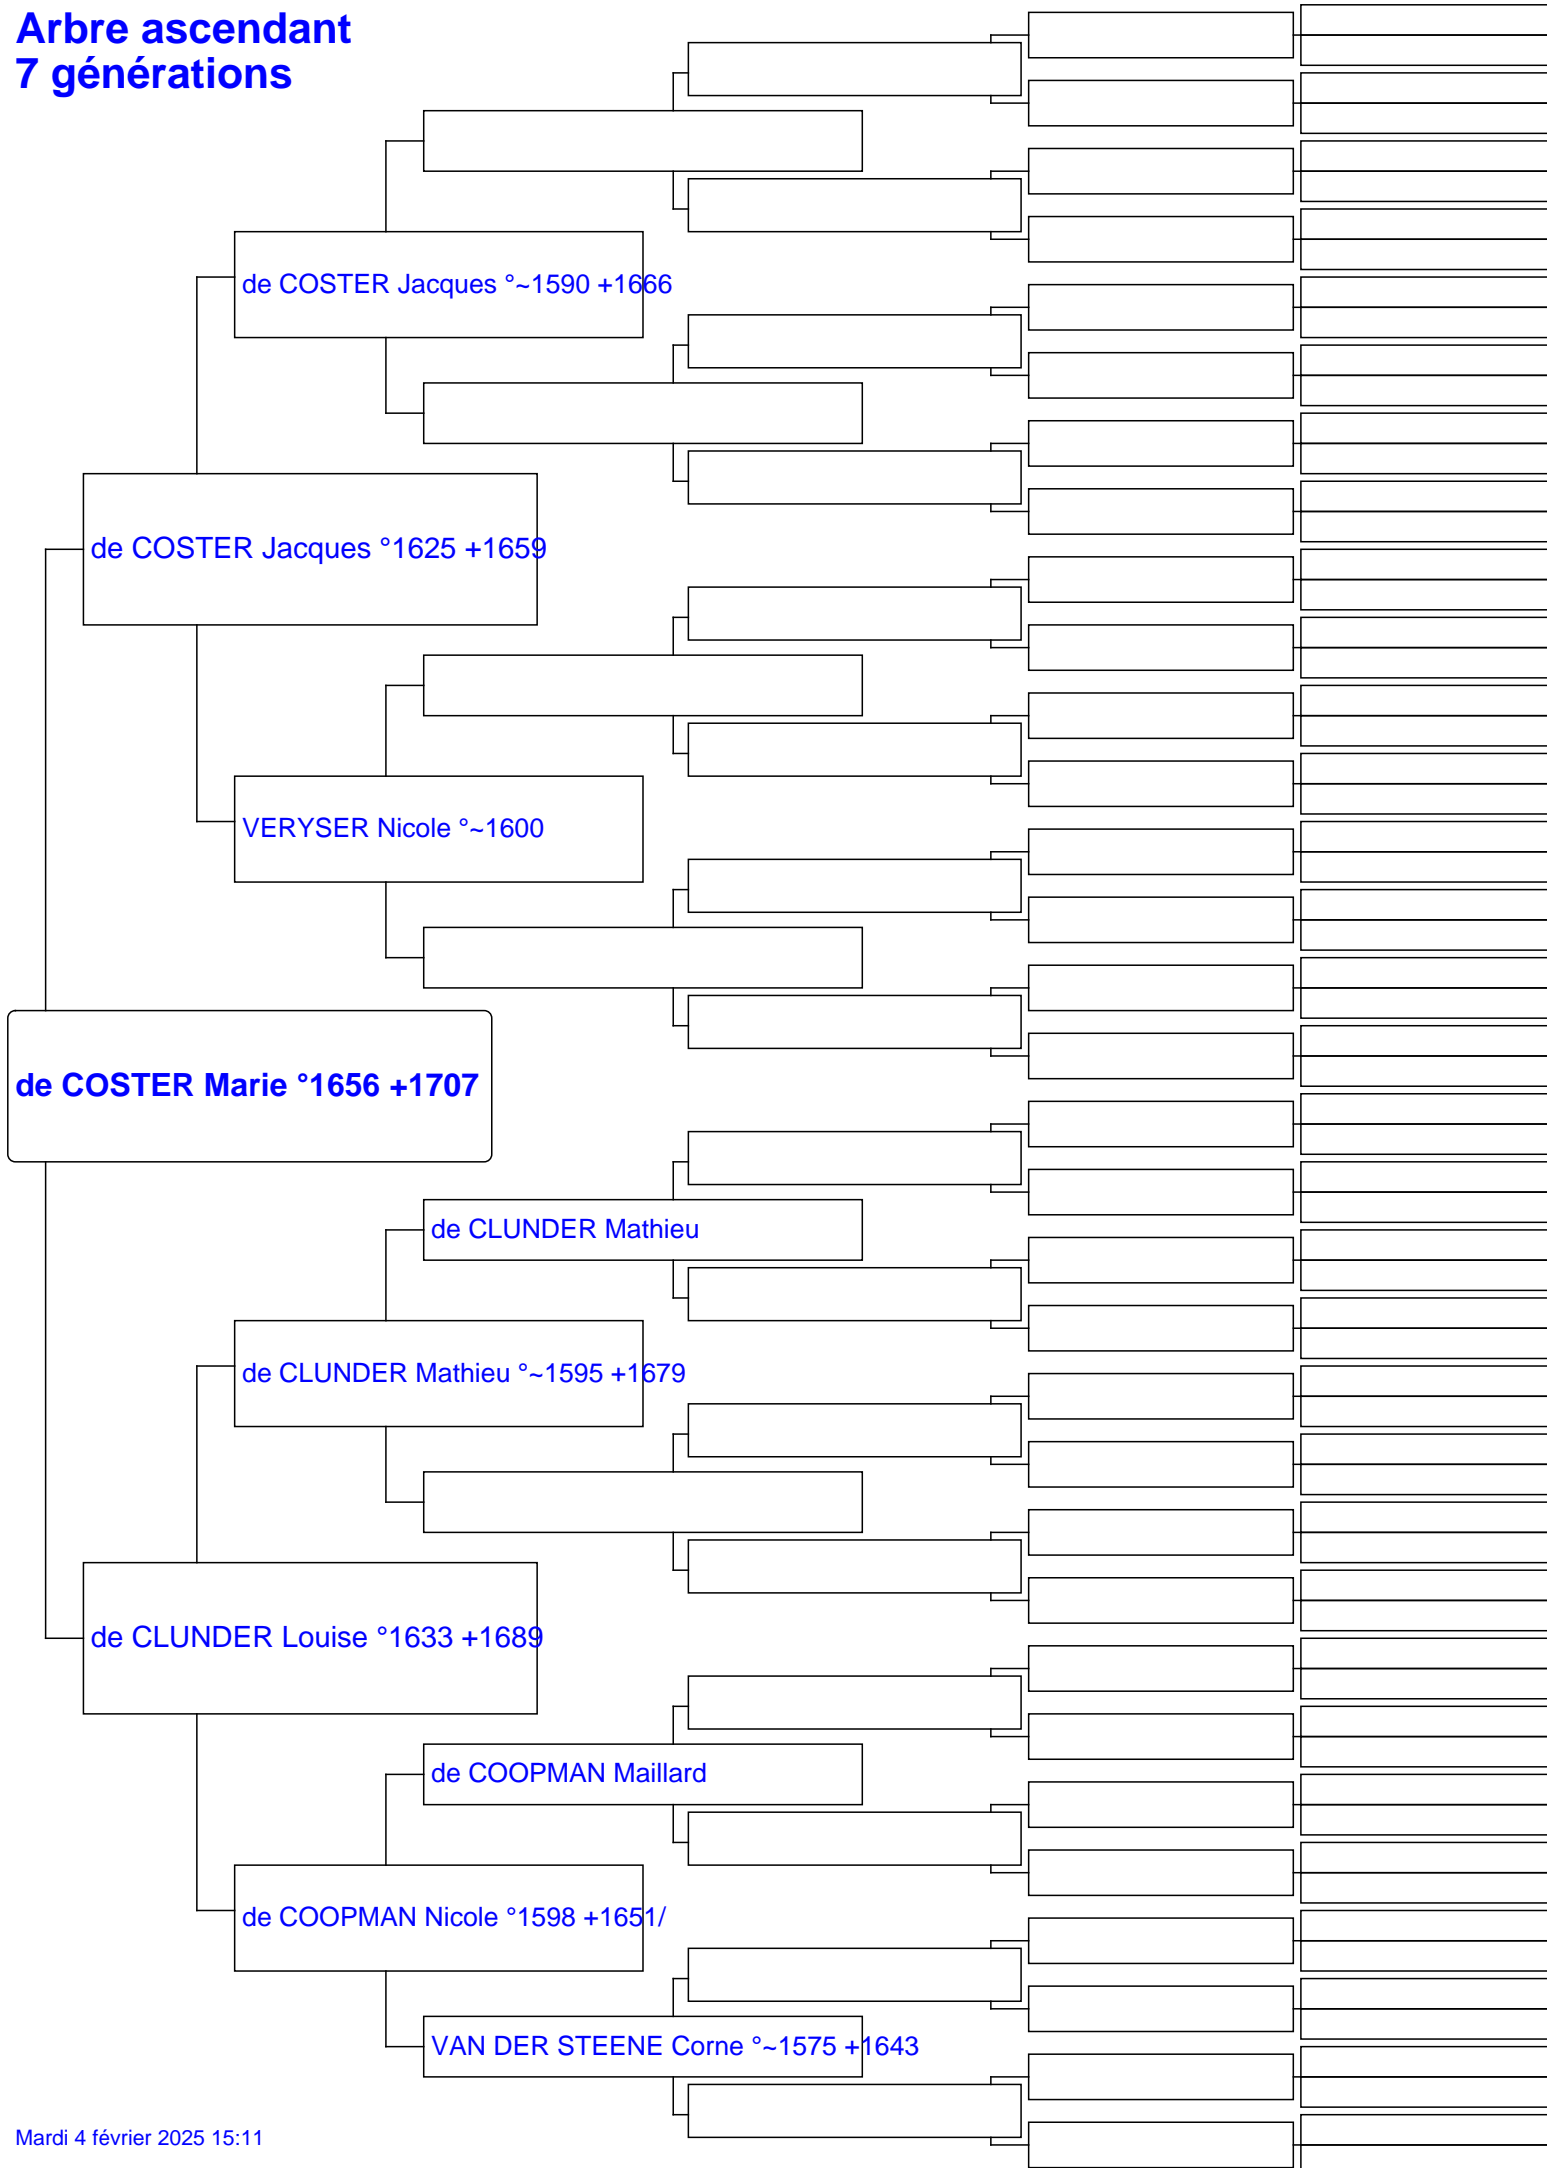 Arbre ascendant
7 générations
de COSTER Jacques °~1590 +1666
de COSTER Jacques °1625 +1659
VERYSER Nicole °~1600
de COSTER Marie °1656 +1707
de CLUNDER Mathieu
de CLUNDER Mathieu °~1595 +1679
de CLUNDER Louise °1633 +1689
de COOPMAN Maillard
de COOPMAN Nicole °1598 +1651/
VAN DER STEENE Corne °~1575 +1643
Mardi 4 février 2025 15:11